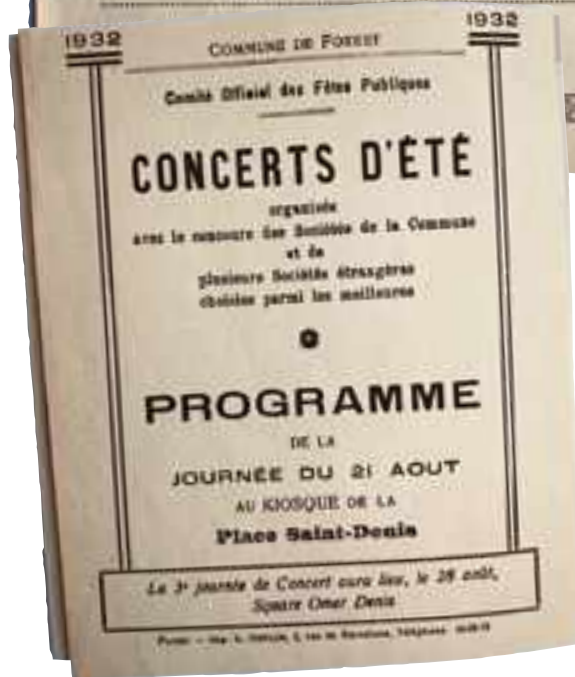 1932 1932
COMMUNE DE FOREST
Comité Officiel des Fêtes Publiques
CONCERTS D'ÉTÉ
organisés
avec le concours des Sociétés de la Commune
et de
plusieurs Sociétés étrangères
choisies parmi les meilleures
PROGRAMME
DE LA
JOURNÉE DU 21 AOUT
AU KIOSQUE DE LA
Place Saint-Denis
La 3e journée de Concert aura lieu, le 28 août,
Square Omer Denis